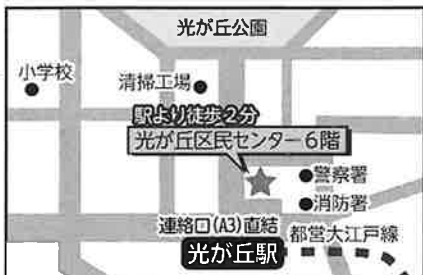 光が丘公園
小学校
清掃工場
駅より徒歩2分
光が丘区民センター6階
警察署
消防署
連絡口(A3)直結
都営大江戸線
光が丘駅